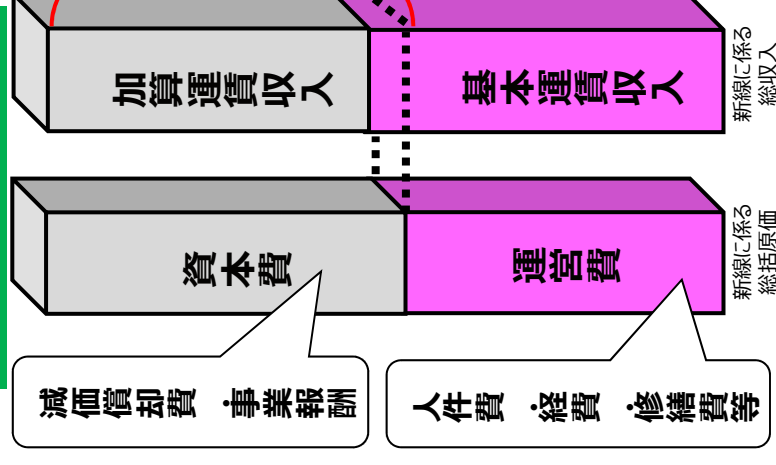 加算運賃収入
基本運賃収入
新線に係る
総収入
資本費
運営費
新線に係る
総括原価
減価償却費・事業報酬
人件費・経費・修繕費等